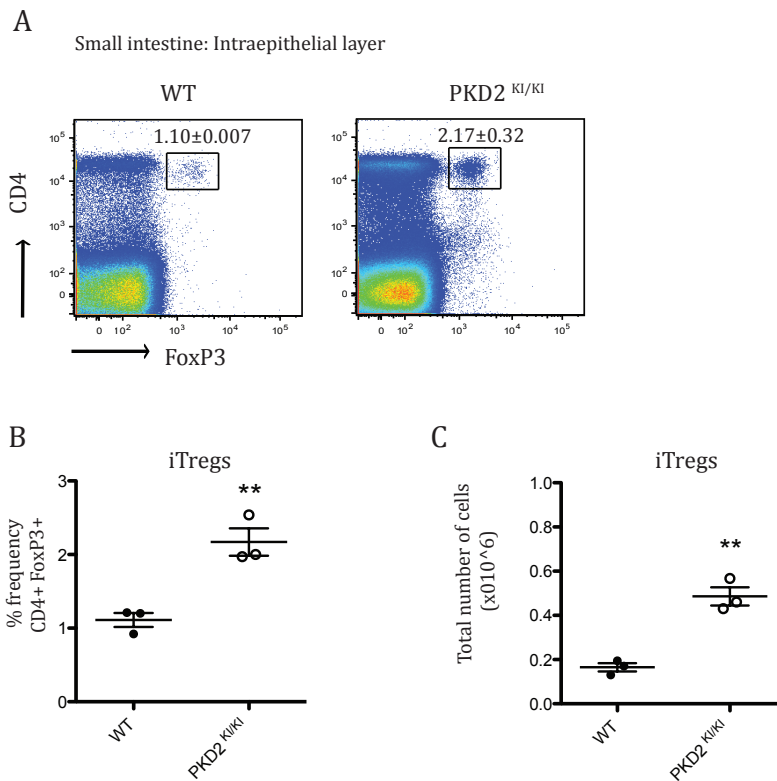 A
Small intestine: Intraepithelial layer
WT
PKD2 KI/KI
1.10±0.007
2.17±0.32
CD4
10^5
10^4
10^3
10^2
0
0 10^2 10^3 10^4 10^5
10^5
10^4
10^3
10^2
0
0 10^2 10^3 10^4 10^5
FoxP3
B
iTregs
% frequency
CD4+ FoxP3+
3
2
1
0
**
WT
PKD2 KI/KI
C
iTregs
Total number of cells
(x010^6)
1.0
0.8
0.6
0.4
0.2
0.0
**
WT
PKD2 KI/KI